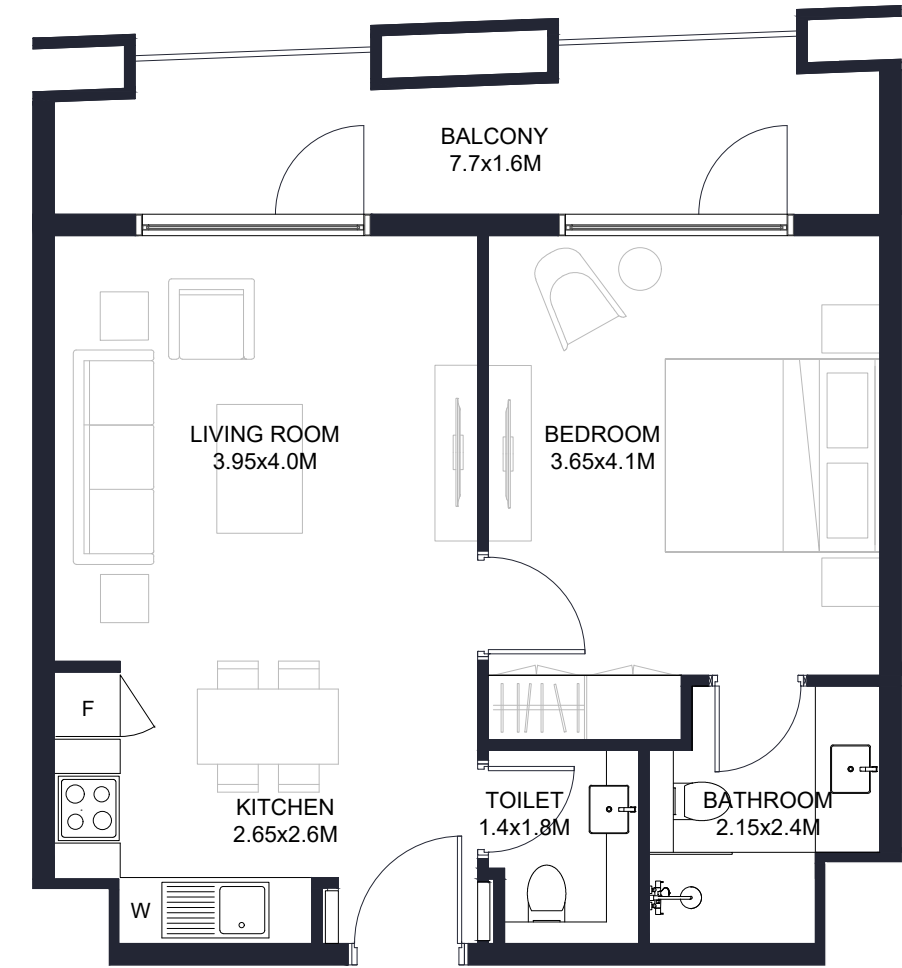 BALCONY
7.7x1.6M
LIVING ROOM
3.95x4.0M
BEDROOM
3.65x4.1M
F
KITCHEN
2.65x2.6M
TOILET
1.4x1.8M
BATHROOM
2.15x2.4M
W